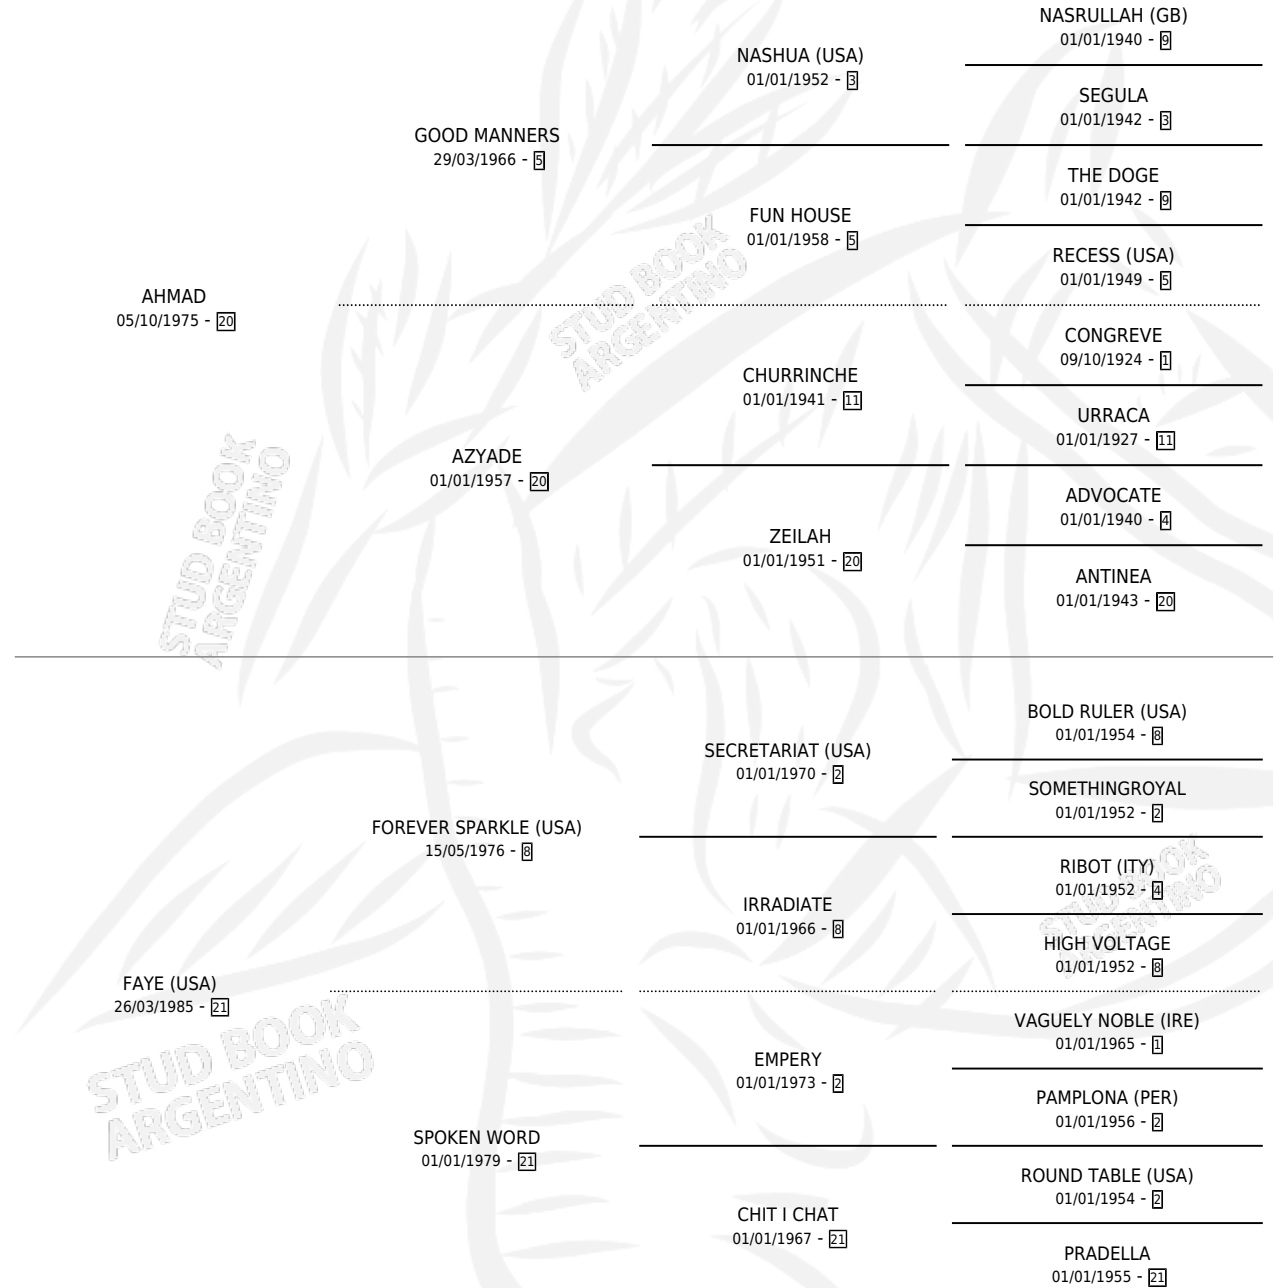 NASRULLAH (GB)
01/01/1940 - 9
NASHUA (USA)
01/01/1952 - 3
SEGULA
01/01/1942 - 3
GOOD MANNERS
29/03/1966 - 5
THE DOGE
01/01/1942 - 9
FUN HOUSE
01/01/1958 - 5
RECESS (USA)
01/01/1949 - 5
AHMAD
05/10/1975 - 20
CONGREVE
09/10/1924 - 1
CHURRINCHE
01/01/1941 - 11
URRACA
01/01/1927 - 11
AZYADE
01/01/1957 - 20
ADVOCATE
01/01/1940 - 4
ZEILAH
01/01/1951 - 20
ANTINEA
01/01/1943 - 20
STUD BOOK
ARGENTINO
STUD BOOK
ARGENTINO
BOLD RULER (USA)
01/01/1954 - 8
SECRETARIAT (USA)
01/01/1970 - 2
SOMETHINGROYAL
01/01/1952 - 2
FOREVER SPARKLE (USA)
15/05/1976 - 8
RIBOT (ITY)
01/01/1952 - 4
IRRADIATE
01/01/1966 - 8
HIGH VOLTAGE
01/01/1952 - 8
FAYE (USA)
26/03/1985 - 21
VAGUELY NOBLE (IRE)
01/01/1965 - 1
EMPERY
01/01/1973 - 2
PAMPLONA (PER)
01/01/1956 - 2
SPOKEN WORD
01/01/1979 - 21
ROUND TABLE (USA)
01/01/1954 - 2
CHIT I CHAT
01/01/1967 - 21
PRADELLA
01/01/1955 - 21
STUD BOOK
ARGENTINO
STUD BOOK
ARGENTINO